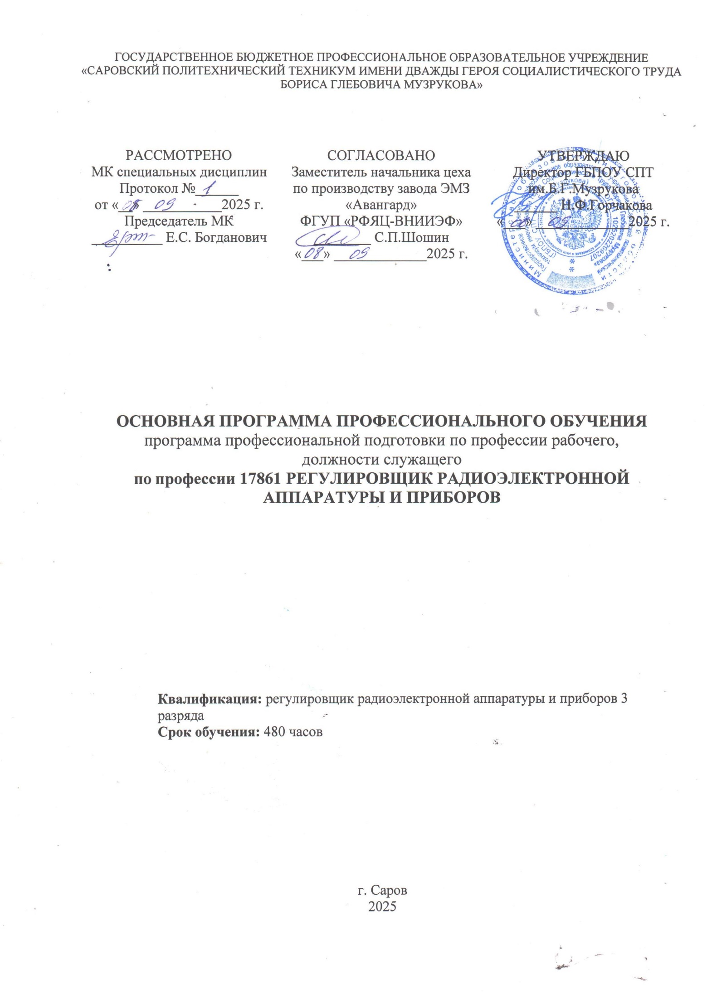 ГОСУДАРСТВЕННОЕ БЮДЖЕТНОЕ ПРОФЕССИОНАЛЬНОЕ ОБРАЗОВАТЕЛЬНОЕ УЧРЕЖДЕНИЕ
«САРОВСКИЙ ПОЛИТЕХНИЧЕСКИЙ ТЕХНИКУМ ИМЕНИ ДВАЖДЫ ГЕРОЯ СОЦИАЛИСТИЧЕСКОГО ТРУДА
БОРИСА ГЛЕБОВИЧА МУЗРУКОВА»
РАССМОТРЕНО
МК специальных дисциплин
Протокол № 1
от «08» 09 2025 г.
Председатель МК
Е.С. Богданович
СОГЛАСОВАНО
Заместитель начальника цеха
по производству завода ЭМЗ
«Авангард»
ФГУП «РФЯЦ-ВНИИЭФ»
С.П.Шошин
«08» 09 2025 г.
УТВЕРЖДАЮ
Директор ГБПОУ СПТ
им.Б.Г.Музрукова
Н.Ф.Горчакова
«08» 09 2025 г.
ОСНОВНАЯ ПРОГРАММА ПРОФЕССИОНАЛЬНОГО ОБУЧЕНИЯ
программа профессиональной подготовки по профессии рабочего,
должности служащего
по профессии 17861 РЕГУЛИРОВЩИК РАДИОЭЛЕКТРОННОЙ
АППАРАТУРЫ И ПРИБОРОВ
Квалификация: регулировщик радиоэлектронной аппаратуры и приборов 3
разряда
Срок обучения: 480 часов
г. Саров
2025